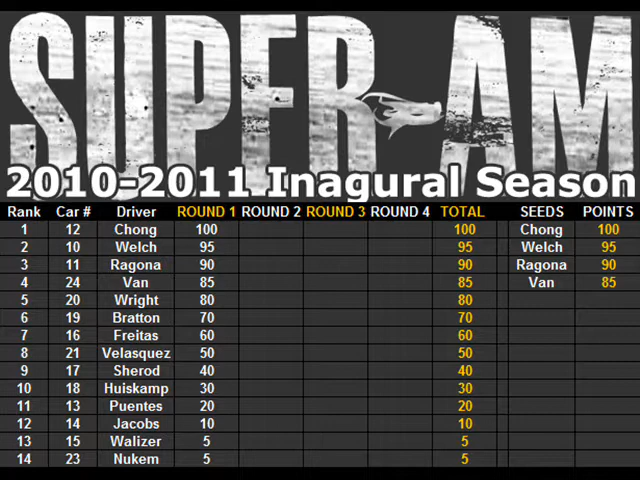 SUPER-AM
2010-2011 Inagural Season
Rank Car # Driver ROUND 1 ROUND 2 ROUND 3 ROUND 4 TOTAL SEEDS POINTS
1 12 Chong 100 100 Chong 100
2 10 Welch 95 95 Welch 95
3 11 Ragona 90 90 Ragona 90
4 24 Van 85 85 Van 85
5 20 Wright 80 80
6 19 Bratton 70 70
7 16 Freitas 60 60
8 21 Velasquez 50 50
9 17 Sherod 40 40
10 18 Huiskamp 30 30
11 13 Puentes 20 20
12 14 Jacobs 10 10
13 15 Walizer 5 5
14 23 Nukem 5 5